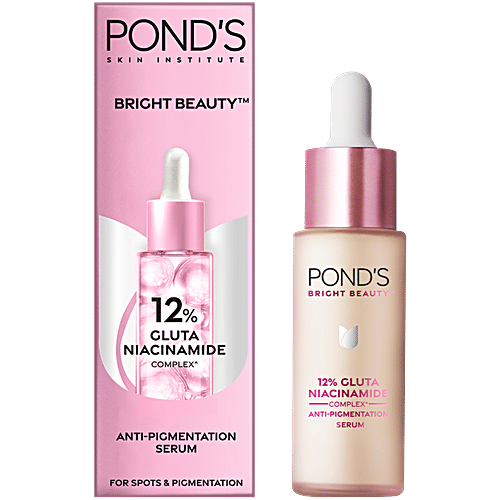 POND'S
SKIN INSTITUTE
BRIGHT BEAUTY™
12%
GLUTA
NIACINAMIDE
COMPLEX^
ANTI-PIGMENTATION
SERUM
FOR SPOTS & PIGMENTATION
POND'S
BRIGHT BEAUTY
12% GLUTA
NIACINAMIDE
COMPLEX^
ANTI-PIGMENTATION
SERUM